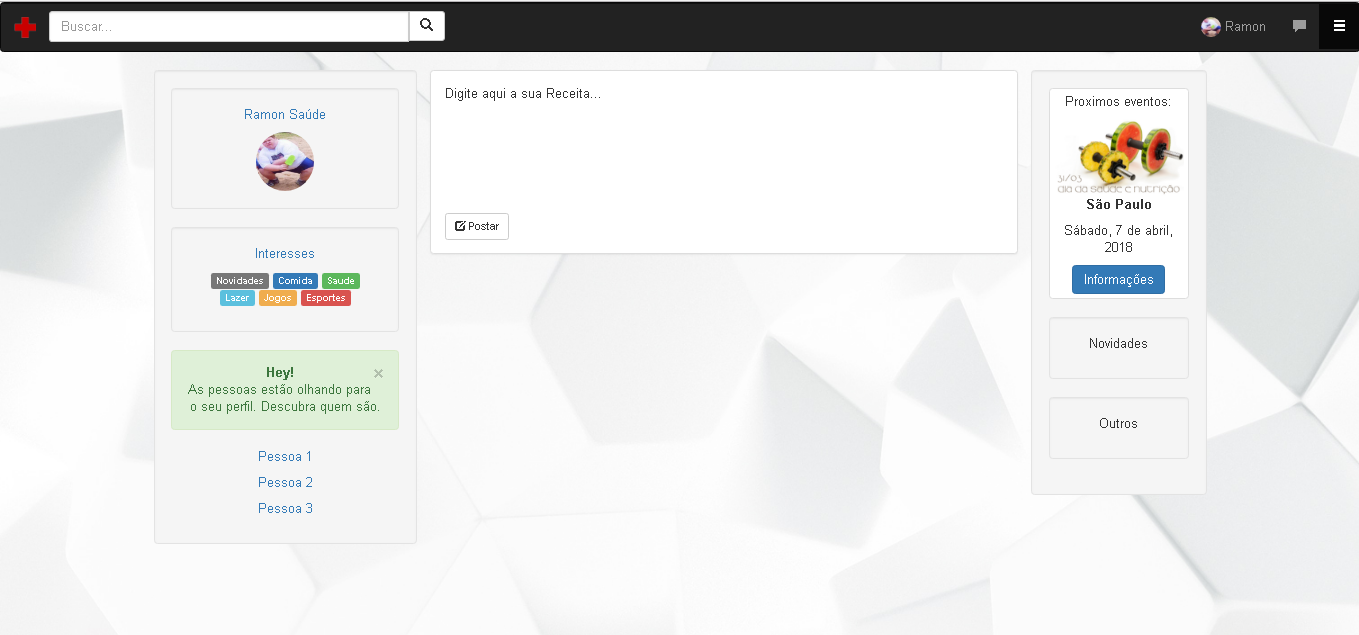 Buscar...
Ramon
Ramon Saúde
Interesses
Novidades Comida Saude
Lazer Jogos Esportes
Hey! ×
As pessoas estão olhando para
o seu perfil. Descubra quem são.
Pessoa 1
Pessoa 2
Pessoa 3
Digite aqui a sua Receita...
Postar
Proximos eventos:
31/03
dia da saúde e nutrição
São Paulo
Sábado, 7 de abril,
2018
Informações
Novidades
Outros